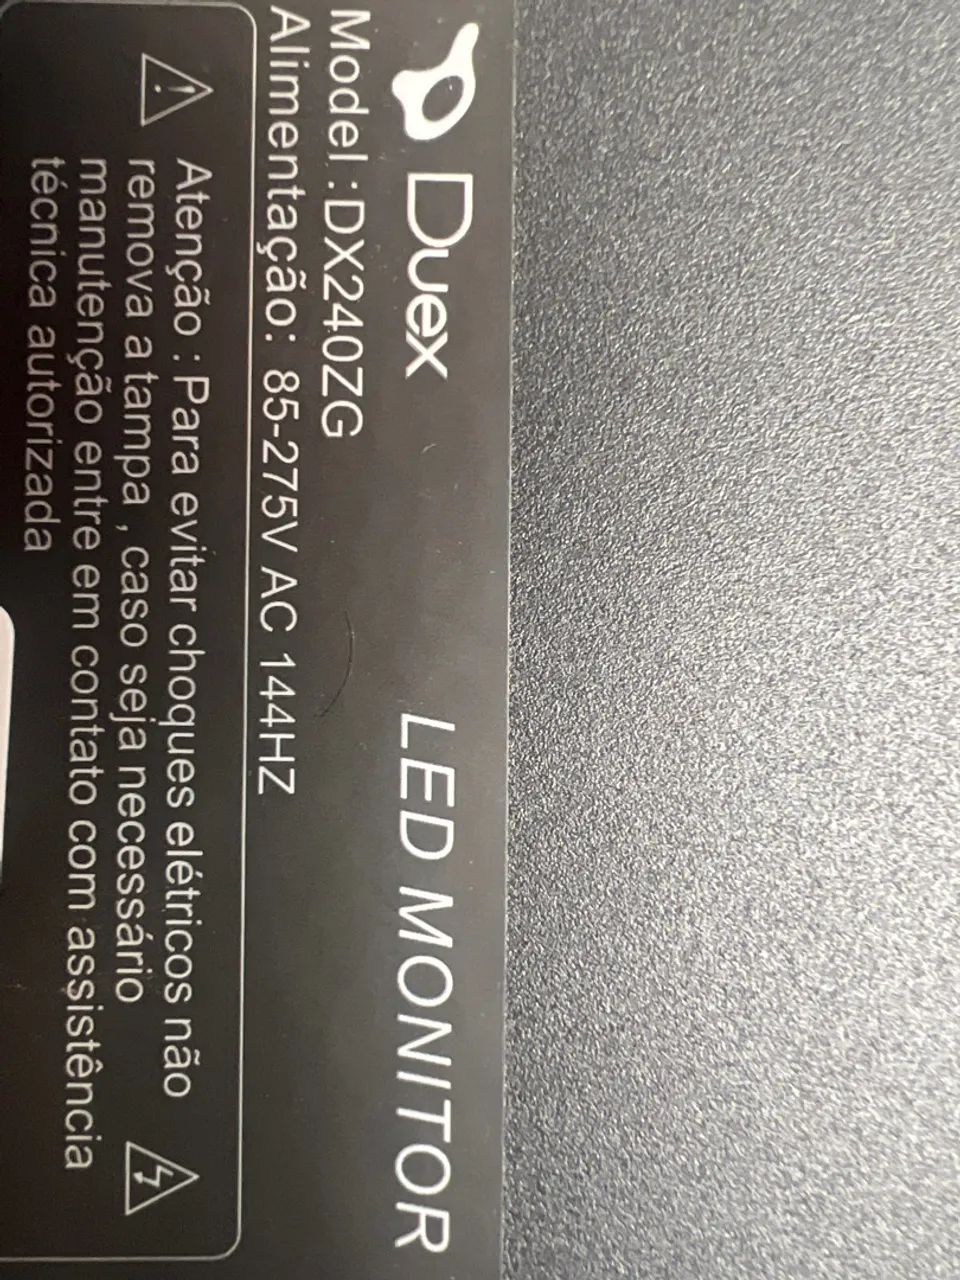 Duex LED MONITOR
Model :DX240ZG
Alimentação: 85-275V AC 144HZ
Atenção : Para evitar choques elétricos não
remova a tampa , caso seja necessário
manutenção entre em contato com assistência
técnica autorizada